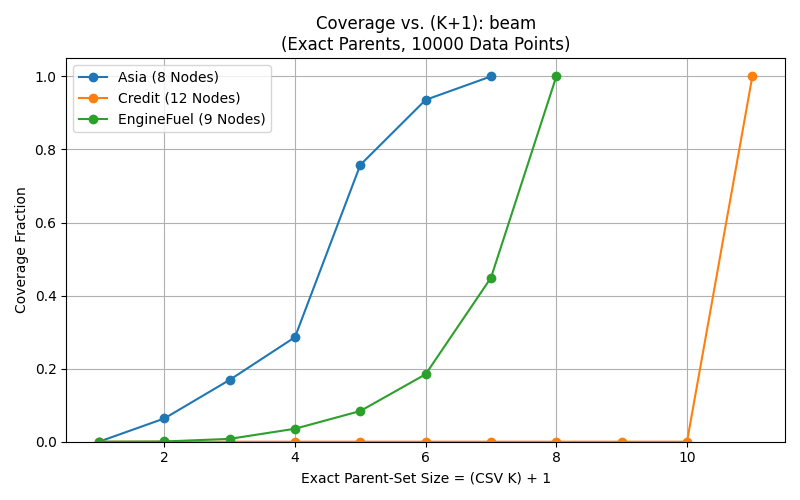 Coverage vs. (K+1): beam
(Exact Parents, 10000 Data Points)
Asia (8 Nodes)
Credit (12 Nodes)
EngineFuel (9 Nodes)
Coverage Fraction
1.0
0.8
0.6
0.4
0.2
0.0
2 4 6 8 10
Exact Parent-Set Size = (CSV K) + 1